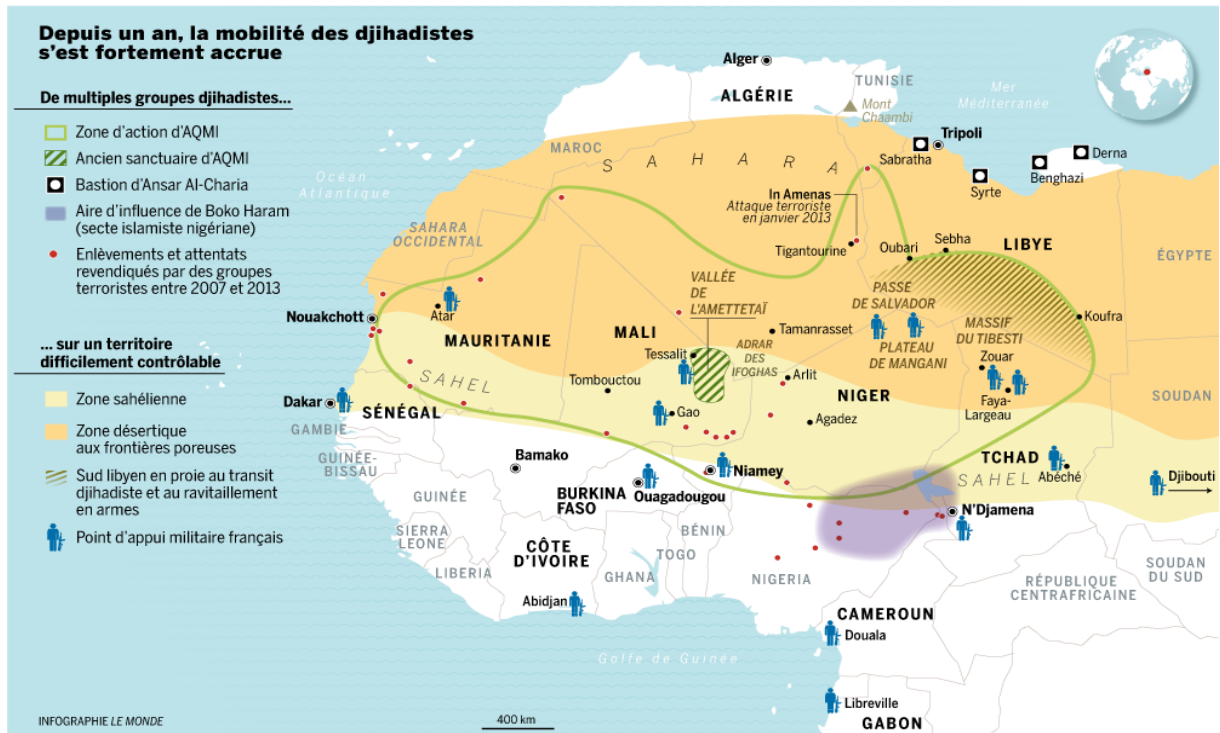 Depuis un an, la mobilité des djihadistes
s'est fortement accrue
De multiples groupes djihadistes...
Zone d'action d'AQMI
Ancien sanctuaire d'AQMI
Bastion d'Ansar Al-Charia
Aire d'influence de Boko Haram
(secte islamiste nigériane)
Enlèvements et attentats
revendiqués par des groupes
terroristes entre 2007 et 2013
... sur un territoire
difficilement contrôlable
Zone sahélienne
Zone désertique
aux frontières poreuses
Sud libyen en proie au transit
djihadiste et au ravitaillement
en armes
Point d'appui militaire français
INFOGRAPHIE LE MONDE
400 km
Océan
Atlantique
Mer
Méditerranée
Golfe de Guinée
Alger
ALGÉRIE
TUNISIE
Mont
Chaambi
MAROC
SAHARA
Tripoli
Sabratha
Syrte
Benghazi
Derna
In Amenas
Attaque terroriste
en janvier 2013
Tigantourine
Oubari
Sebha
LIBYE
ÉGYPTE
SAHARA
OCCIDENTAL
VALLÉE
DE
L'AMETTETAÏ
PASSE
DE SALVADOR
PLATEAU
DE MANGANI
MASSIF
DU TIBESTI
Koufra
Nouakchott
Atar
MAURITANIE
MALI
Tamanrasset
Tessalit
ADRAR
DES
IFOGHAS
Zouar
Faya-
Largeau
SAHEL
Tombouctou
Arlit
NIGER
SOUDAN
Dakar
SÉNÉGAL
Gao
Agadez
GAMBIE
GUINÉE-
BISSAU
Bamako
Niamey
TCHAD
SAHEL
Abéché
Djibouti
GUINÉE
BURKINA
FASO
Ouagadougou
N'Djamena
SIERRA
LEONE
LIBERIA
CÔTE
D'IVOIRE
GHANA
TOGO
BÉNIN
NIGERIA
Abidjan
SOUDAN
DU SUD
RÉPUBLIQUE
CENTRAFRICAINE
CAMEROUN
Douala
Libreville
GABON